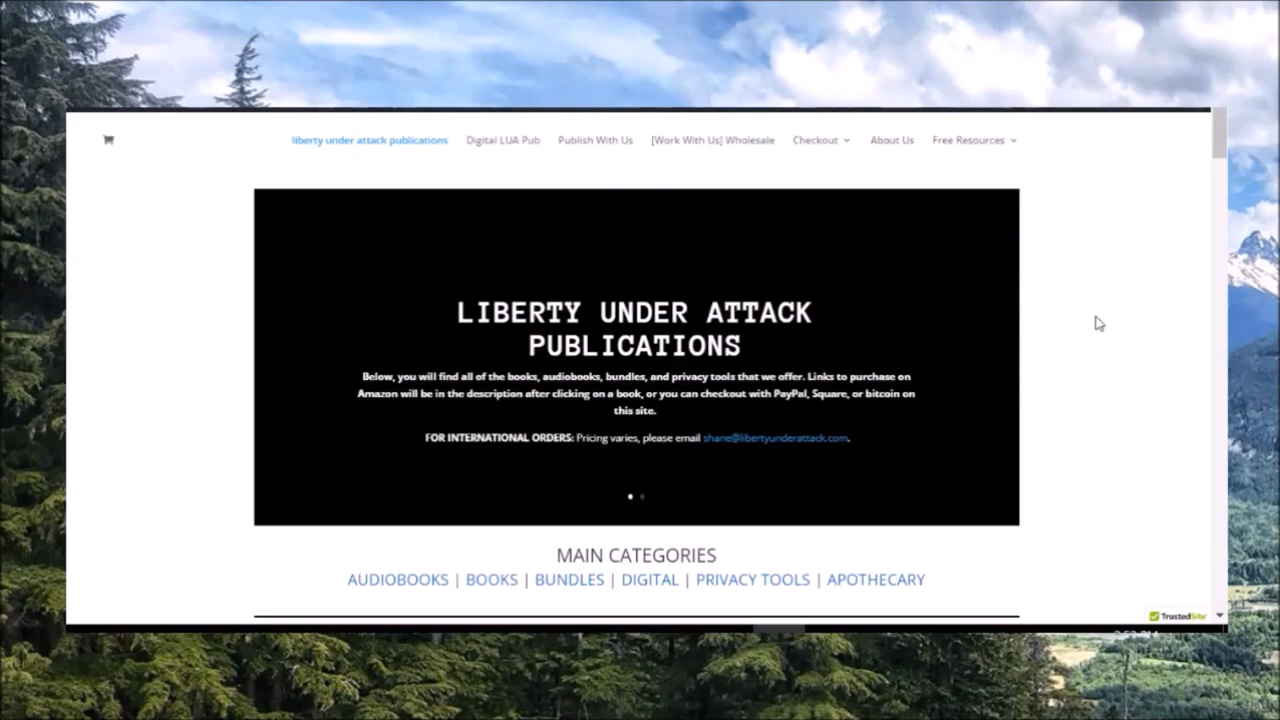 liberty under attack publications Digital LUA Pub Publish With Us [Work With Us] Wholesale Checkout About Us Free Resources
LIBERTY UNDER ATTACK
PUBLICATIONS
Below, you will find all of the books, audiobooks, bundles, and privacy tools that we offer. Links to purchase on
Amazon will be in the description after clicking on a book, or you can checkout with PayPal, Square, or bitcoin on
this site.
FOR INTERNATIONAL ORDERS: Pricing varies, please email shane@libertyunderattack.com.
MAIN CATEGORIES
AUDIOBOOKS | BOOKS | BUNDLES | DIGITAL | PRIVACY TOOLS | APOTHECARY
TrustedSite